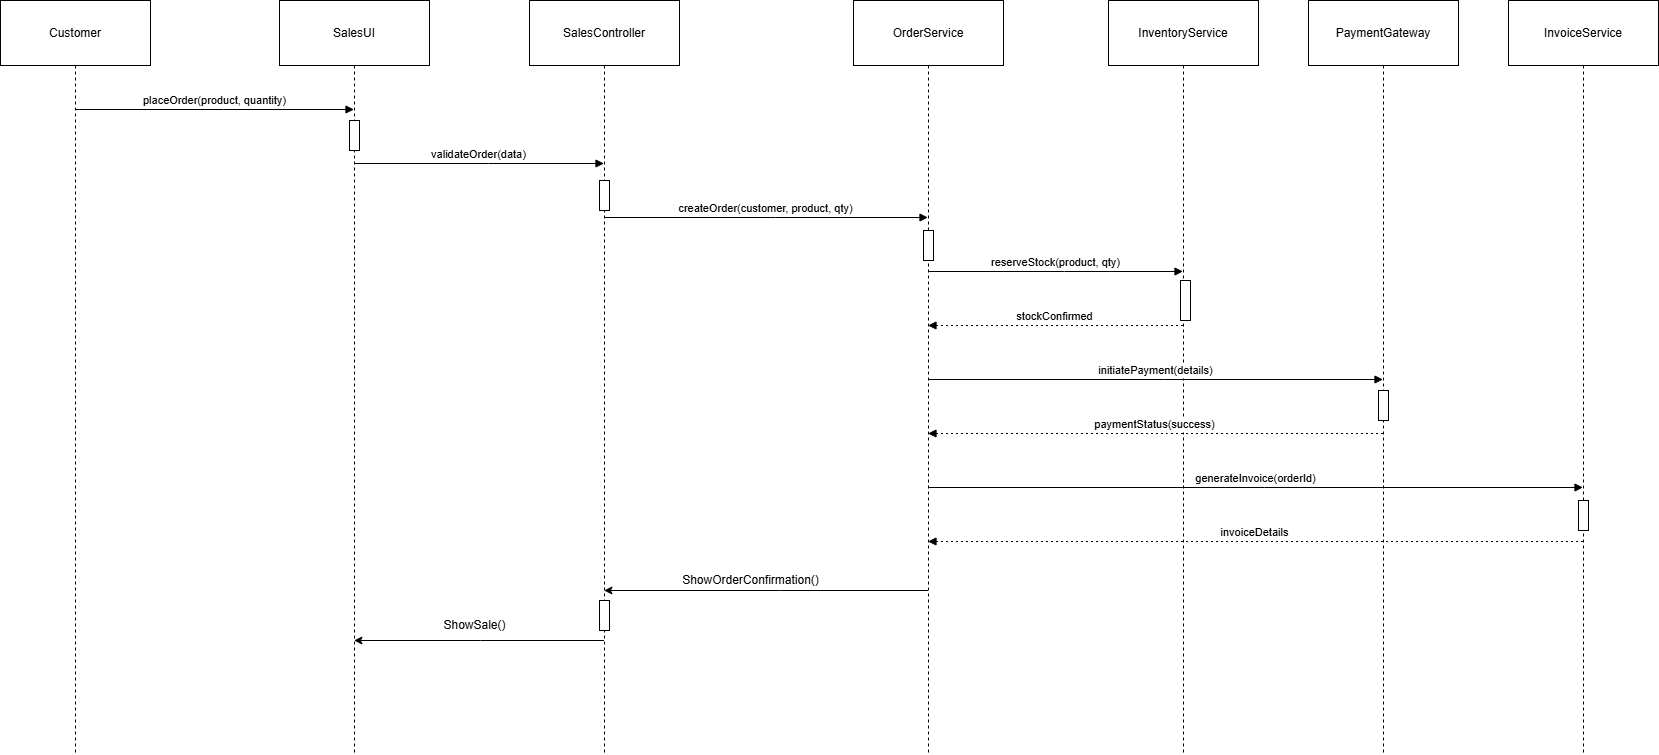 Customer
SalesUI
SalesController
OrderService
InventoryService
PaymentGateway
InvoiceService
placeOrder(product, quantity)
validateOrder(data)
createOrder(customer, product, qty)
reserveStock(product, qty)
stockConfirmed
initiatePayment(details)
paymentStatus(success)
generateInvoice(orderId)
invoiceDetails
ShowOrderConfirmation()
ShowSale()